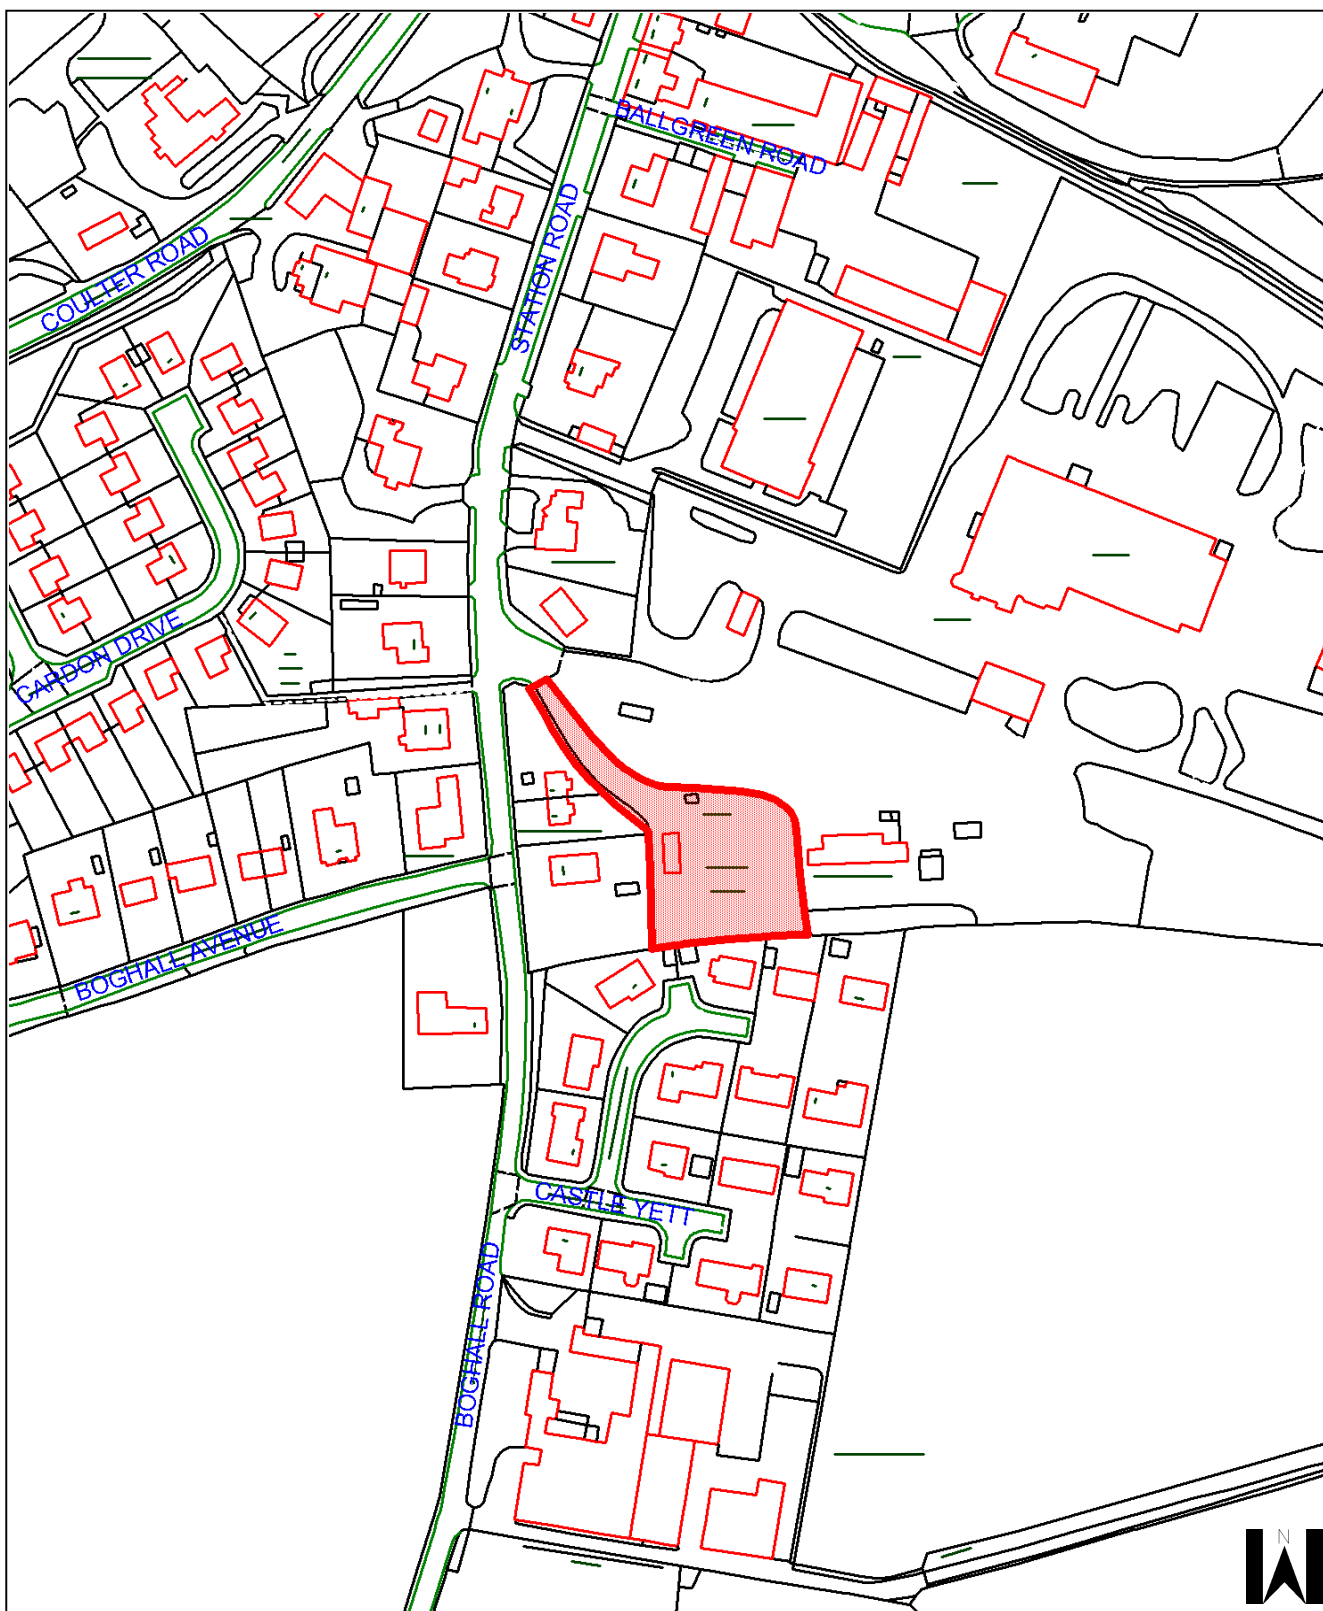 BALLGREEN ROAD
STATION ROAD
COULTER ROAD
CARDON DRIVE
BOGHALL AVENUE
CASTLE YETT
BOGHALL ROAD
N